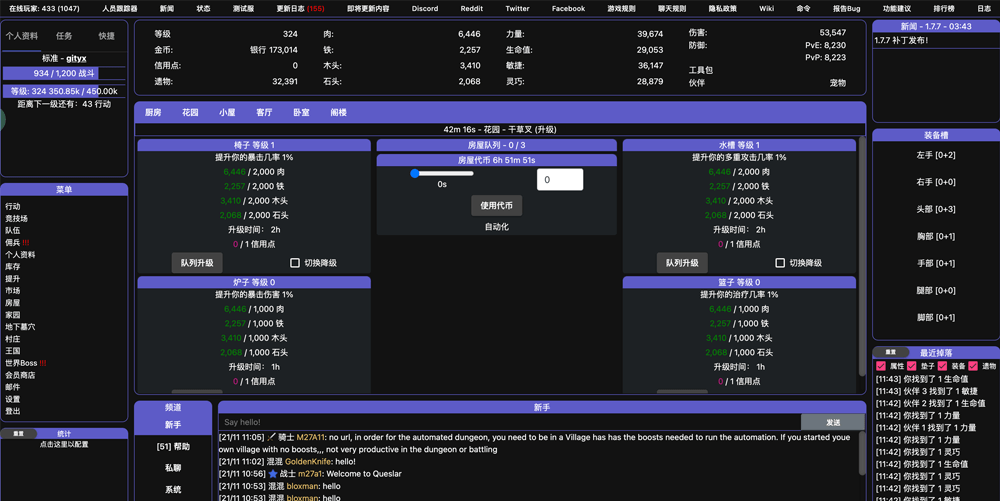 在线玩家: 433 (1047) 人员跟踪器 新闻 状态 测试服 更新日志 (155) 即将更新内容 Discord Reddit Twitter Facebook 游戏规则 聊天规则 隐私政策 Wiki 命令 报告Bug 功能建议 排行榜 日志
个人资料 任务 快捷
标准 - gityx
934 / 1,200 战斗
等级: 324 350.85k / 450.00k
距离下一级还有: 43 行动
菜单
行动
竞技场
队伍
佣兵 !!!
个人资料
库存
提升
市场
房屋
家园
地下墓穴
村庄
王国
世界Boss !!!
会员商店
邮件
设置
登出
重置 统计
点击这里以配置
等级 324 肉: 6,446 力量: 39,674 伤害: 53,547
金币: 银行 173,014 铁: 2,257 生命值: 29,053 防御: PvE: 8,230
PvP: 8,223
信用点: 0 木头: 3,410 敏捷: 36,147 工具包
遗物: 32,391 石头: 2,068 灵巧: 28,879 伙伴 宠物
厨房 花园 小屋 客厅 卧室 阁楼
42m 16s - 花园 - 干草叉 (升级)
椅子 等级 1
提升你的暴击几率 1%
6,446 / 2,000 肉
2,257 / 2,000 铁
3,410 / 2,000 木头
2,068 / 2,000 石头
升级时间: 2h
0 / 1 信用点
队列升级 切换降级
炉子 等级 0
提升你的暴击伤害 1%
6,446 / 1,000 肉
2,257 / 1,000 铁
3,410 / 1,000 木头
2,068 / 1,000 石头
升级时间: 1h
0 / 1 信用点
房屋队列 - 0 / 3
房屋代币 6h 51m 51s
0s 0
使用代币
自动化
水槽 等级 1
提升你的多重攻击几率 1%
6,446 / 2,000 肉
2,257 / 2,000 铁
3,410 / 2,000 木头
2,068 / 2,000 石头
升级时间: 2h
0 / 1 信用点
队列升级 切换降级
篮子 等级 0
提升你的治疗几率 1%
6,446 / 1,000 肉
2,257 / 1,000 铁
3,410 / 1,000 木头
2,068 / 1,000 石头
升级时间: 1h
0 / 1 信用点
频道
新手
[51] 帮助
私聊
系统
新手
Say hello! 发送
[21/11 11:05] 骑士 M27A11: no url, in order for the automated dungeon, you need to be in a Village has has the boosts needed to run the automation. If you started youe
own village with no boosts,,, not very productive in the dungeon or battling
[21/11 11:02] 混混 GoldenKnife: hello!
[21/11 10:56] 战士 m27a1: Welcome to Queslar
[21/11 10:53] 混混 bloxman: hello
[21/11 10:53] 混混 bloxman: hello
新闻 - 1.7.7 - 03:43
1.7.7 补丁发布!
装备槽
左手 [0+2]
右手 [0+0]
头部 [0+3]
胸部 [0+1]
手部 [0+1]
腿部 [0+0]
脚部 [0+1]
重置 最近掉落
属性 垫子 装备 遗物
[11:43] 你找到了 1 生命值
[11:43] 伙伴 3 找到了 1 敏捷
[11:42] 伙伴 2 找到了 1 生命值
[11:42] 你找到了 1 力量
[11:42] 伙伴 1 找到了 1 力量
[11:42] 你找到了 1 力量
[11:42] 你找到了 1 灵巧
[11:42] 你找到了 1 生命值
[11:42] 你找到了 1 灵巧
[11:42] 你找到了 1 敏捷
[11:42] 你找到了 1 灵巧